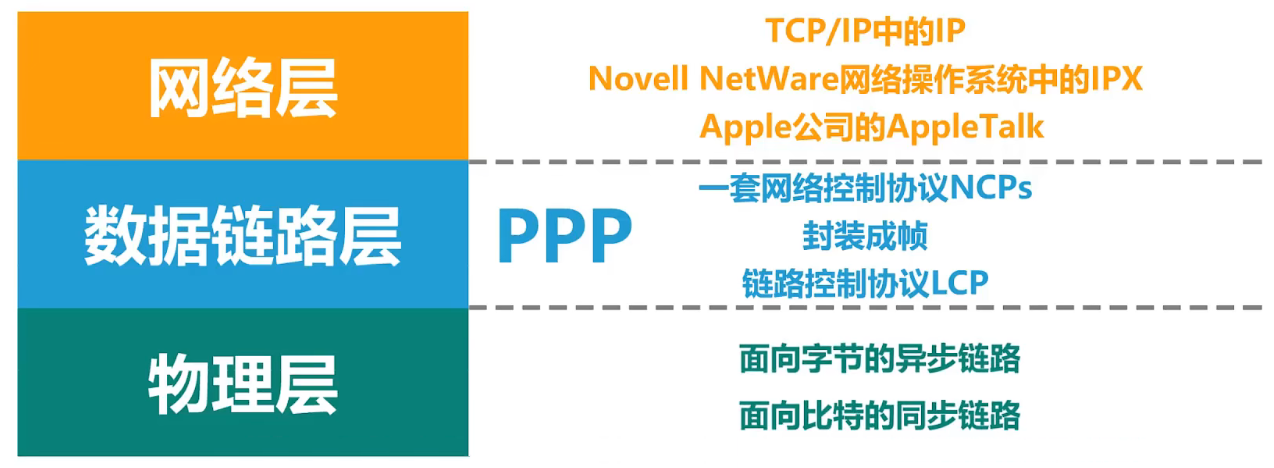 网络层
TCP/IP中的IP
Novell NetWare网络操作系统中的IPX
Apple公司的AppleTalk
数据链路层
PPP
一套网络控制协议NCPs
封装成帧
链路控制协议LCP
物理层
面向字节的异步链路
面向比特的同步链路